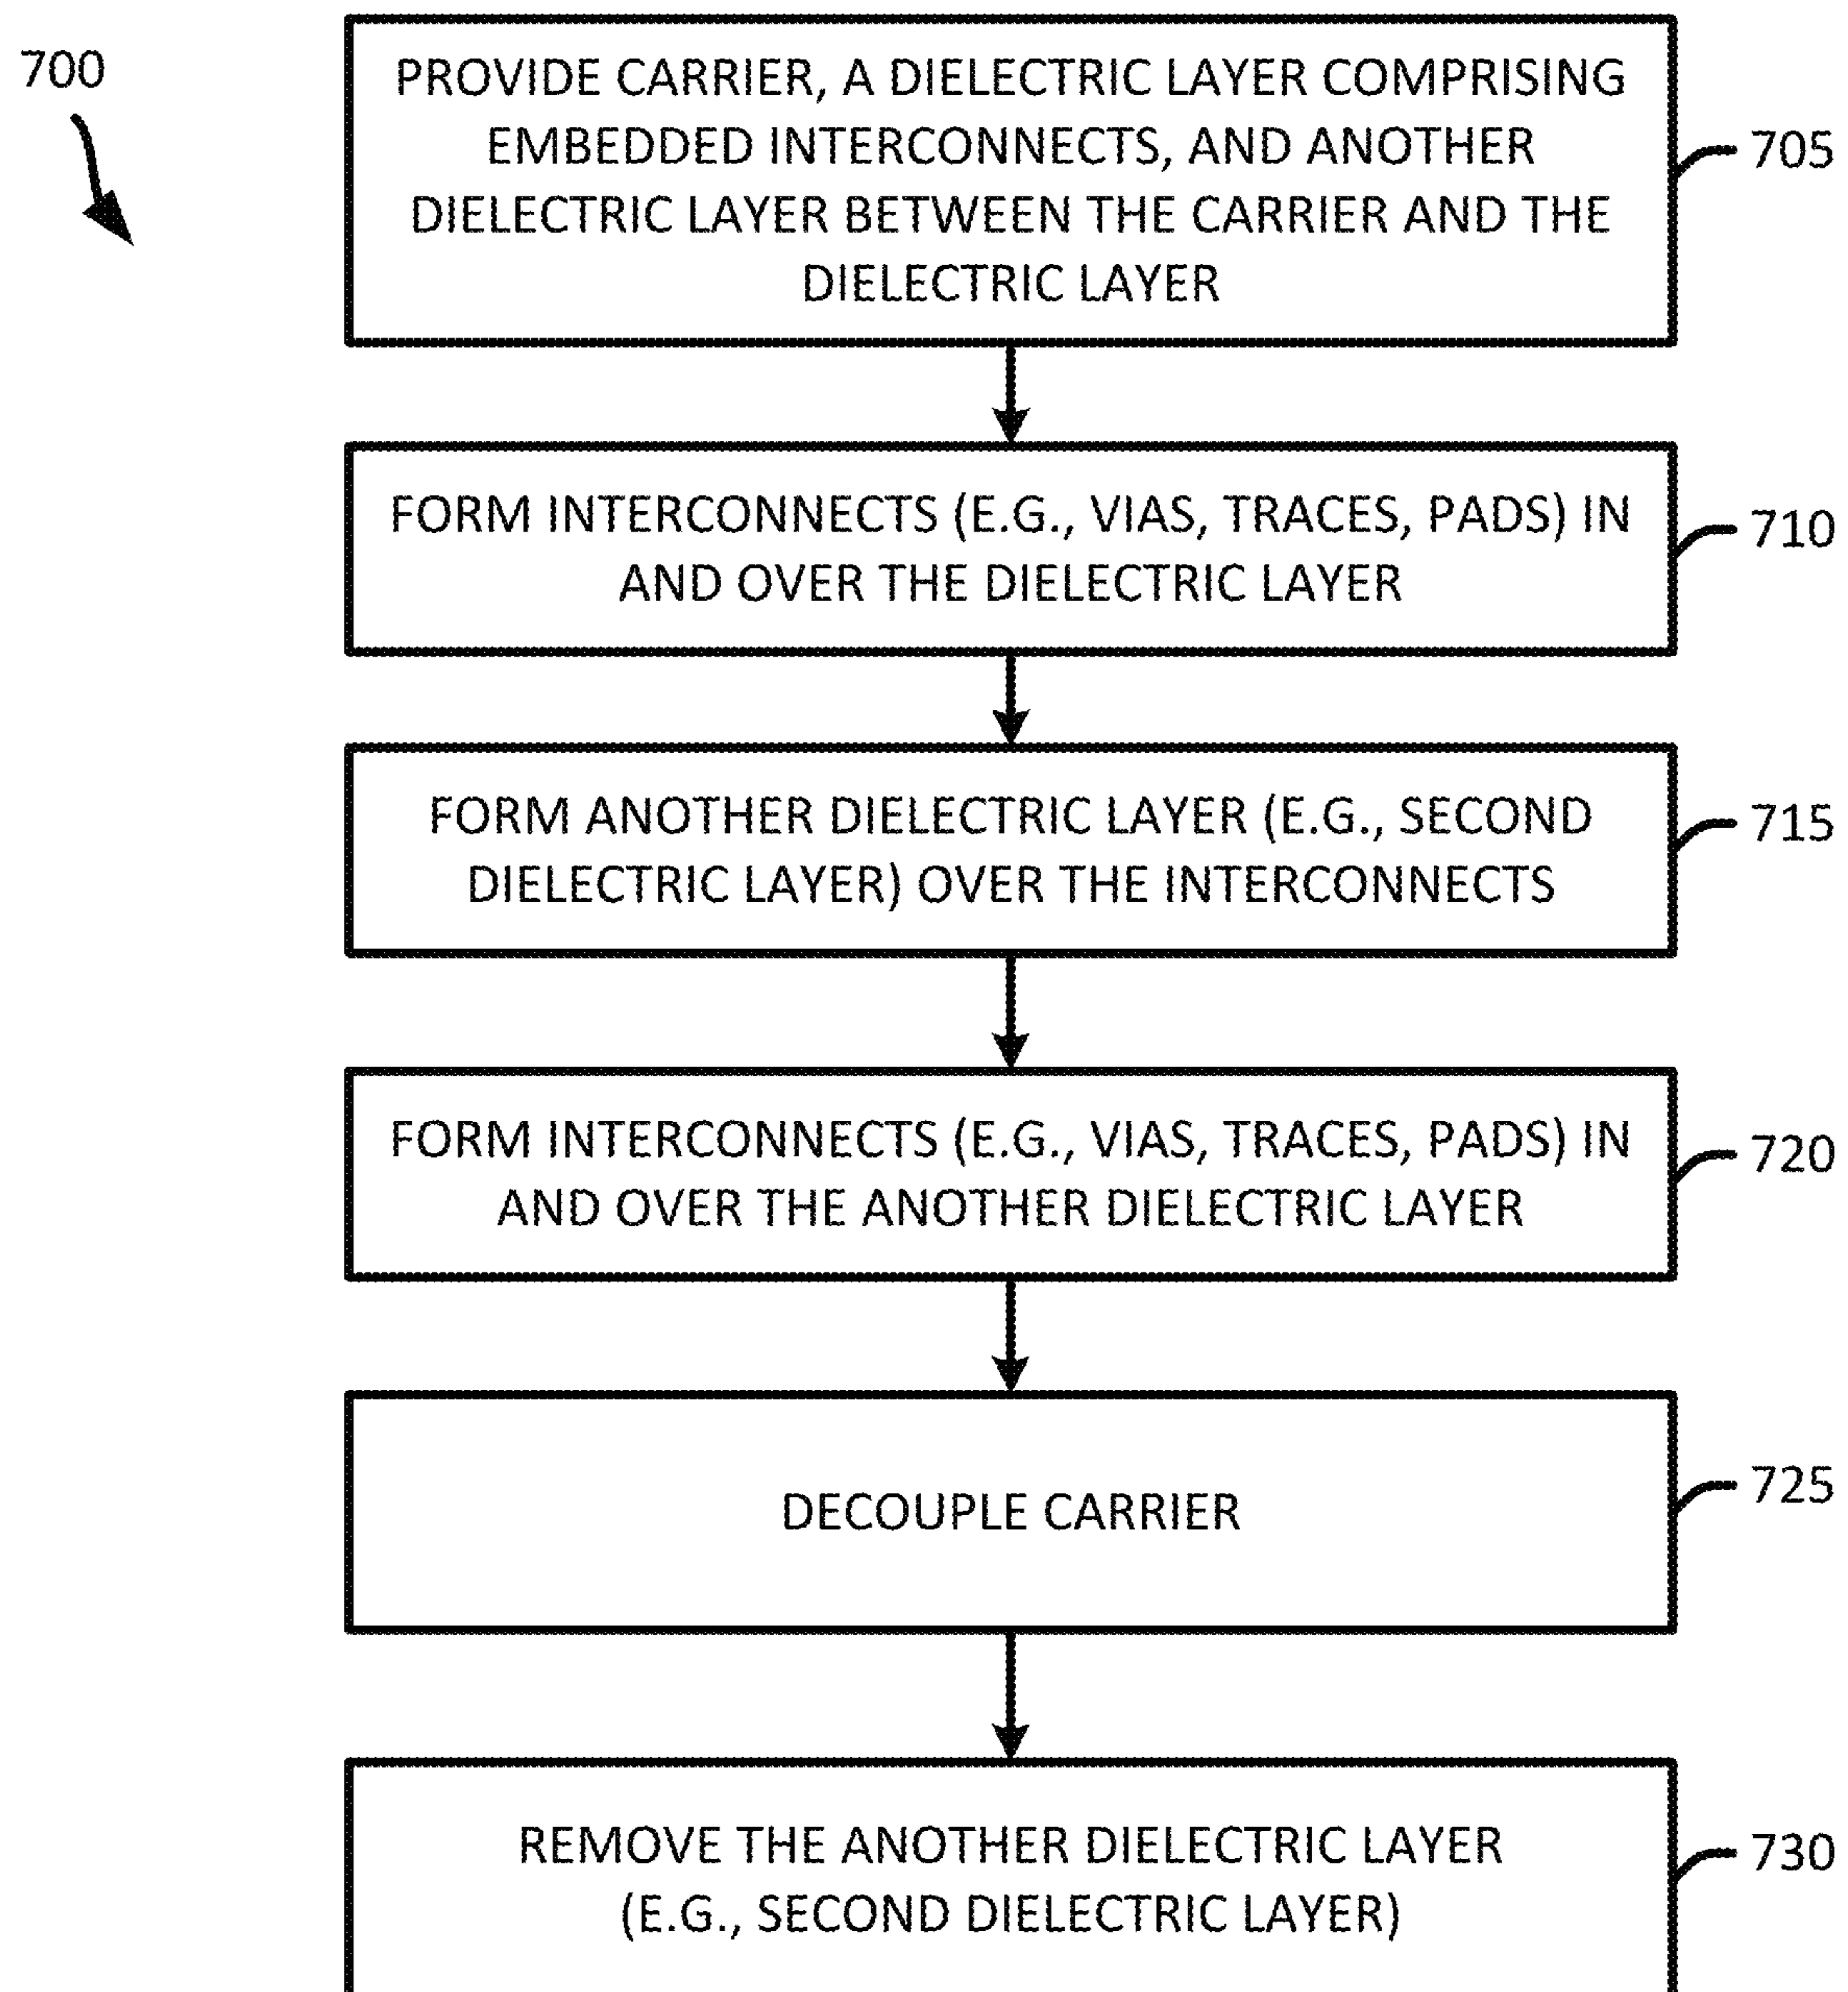 700
PROVIDE CARRIER, A DIELECTRIC LAYER COMPRISING
EMBEDDED INTERCONNECTS, AND ANOTHER
DIELECTRIC LAYER BETWEEN THE CARRIER AND THE
DIELECTRIC LAYER
705
FORM INTERCONNECTS (E.G., VIAS, TRACES, PADS) IN
AND OVER THE DIELECTRIC LAYER
710
FORM ANOTHER DIELECTRIC LAYER (E.G., SECOND
DIELECTRIC LAYER) OVER THE INTERCONNECTS
715
FORM INTERCONNECTS (E.G., VIAS, TRACES, PADS) IN
AND OVER THE ANOTHER DIELECTRIC LAYER
720
DECOUPLE CARRIER
725
REMOVE THE ANOTHER DIELECTRIC LAYER
(E.G., SECOND DIELECTRIC LAYER)
730